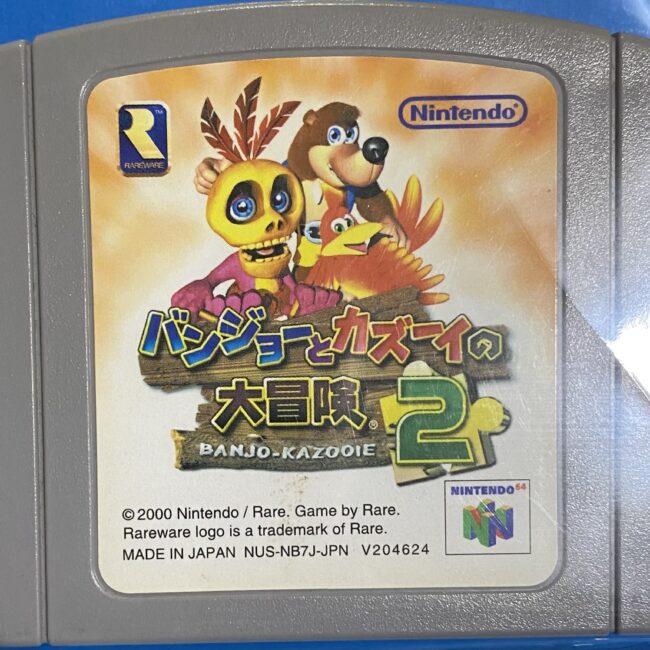 RAREWARE™
Nintendo®
バンジョーとカズーイの
大冒険® 2
BANJO-KAZOOIE
NINTENDO64
© 2000 Nintendo / Rare. Game by Rare.
Rareware logo is a trademark of Rare.
MADE IN JAPAN NUS-NB7J-JPN V204624